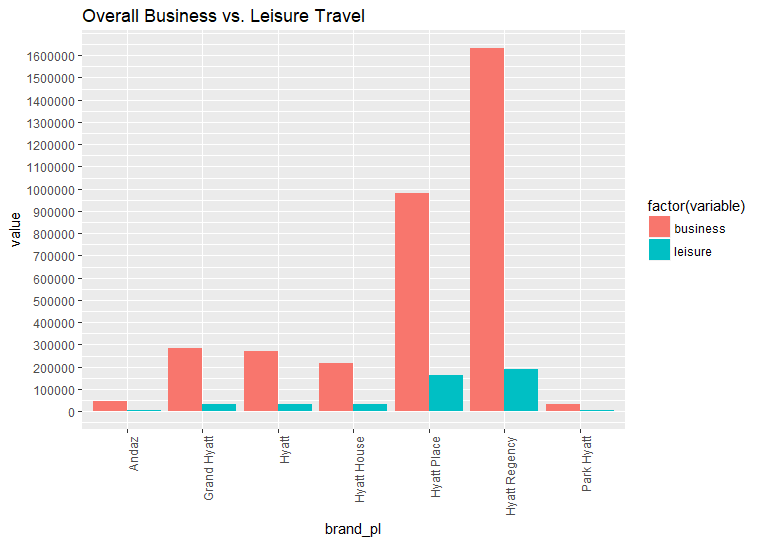 Overall Business vs. Leisure Travel
1600000
1500000
1400000
1300000
1200000
1100000
1000000
900000
800000
700000
600000
500000
400000
300000
200000
100000
0
value
Andaz
Grand Hyatt
Hyatt
Hyatt House
Hyatt Place
Hyatt Regency
Park Hyatt
brand_pl
factor(variable)
business
leisure